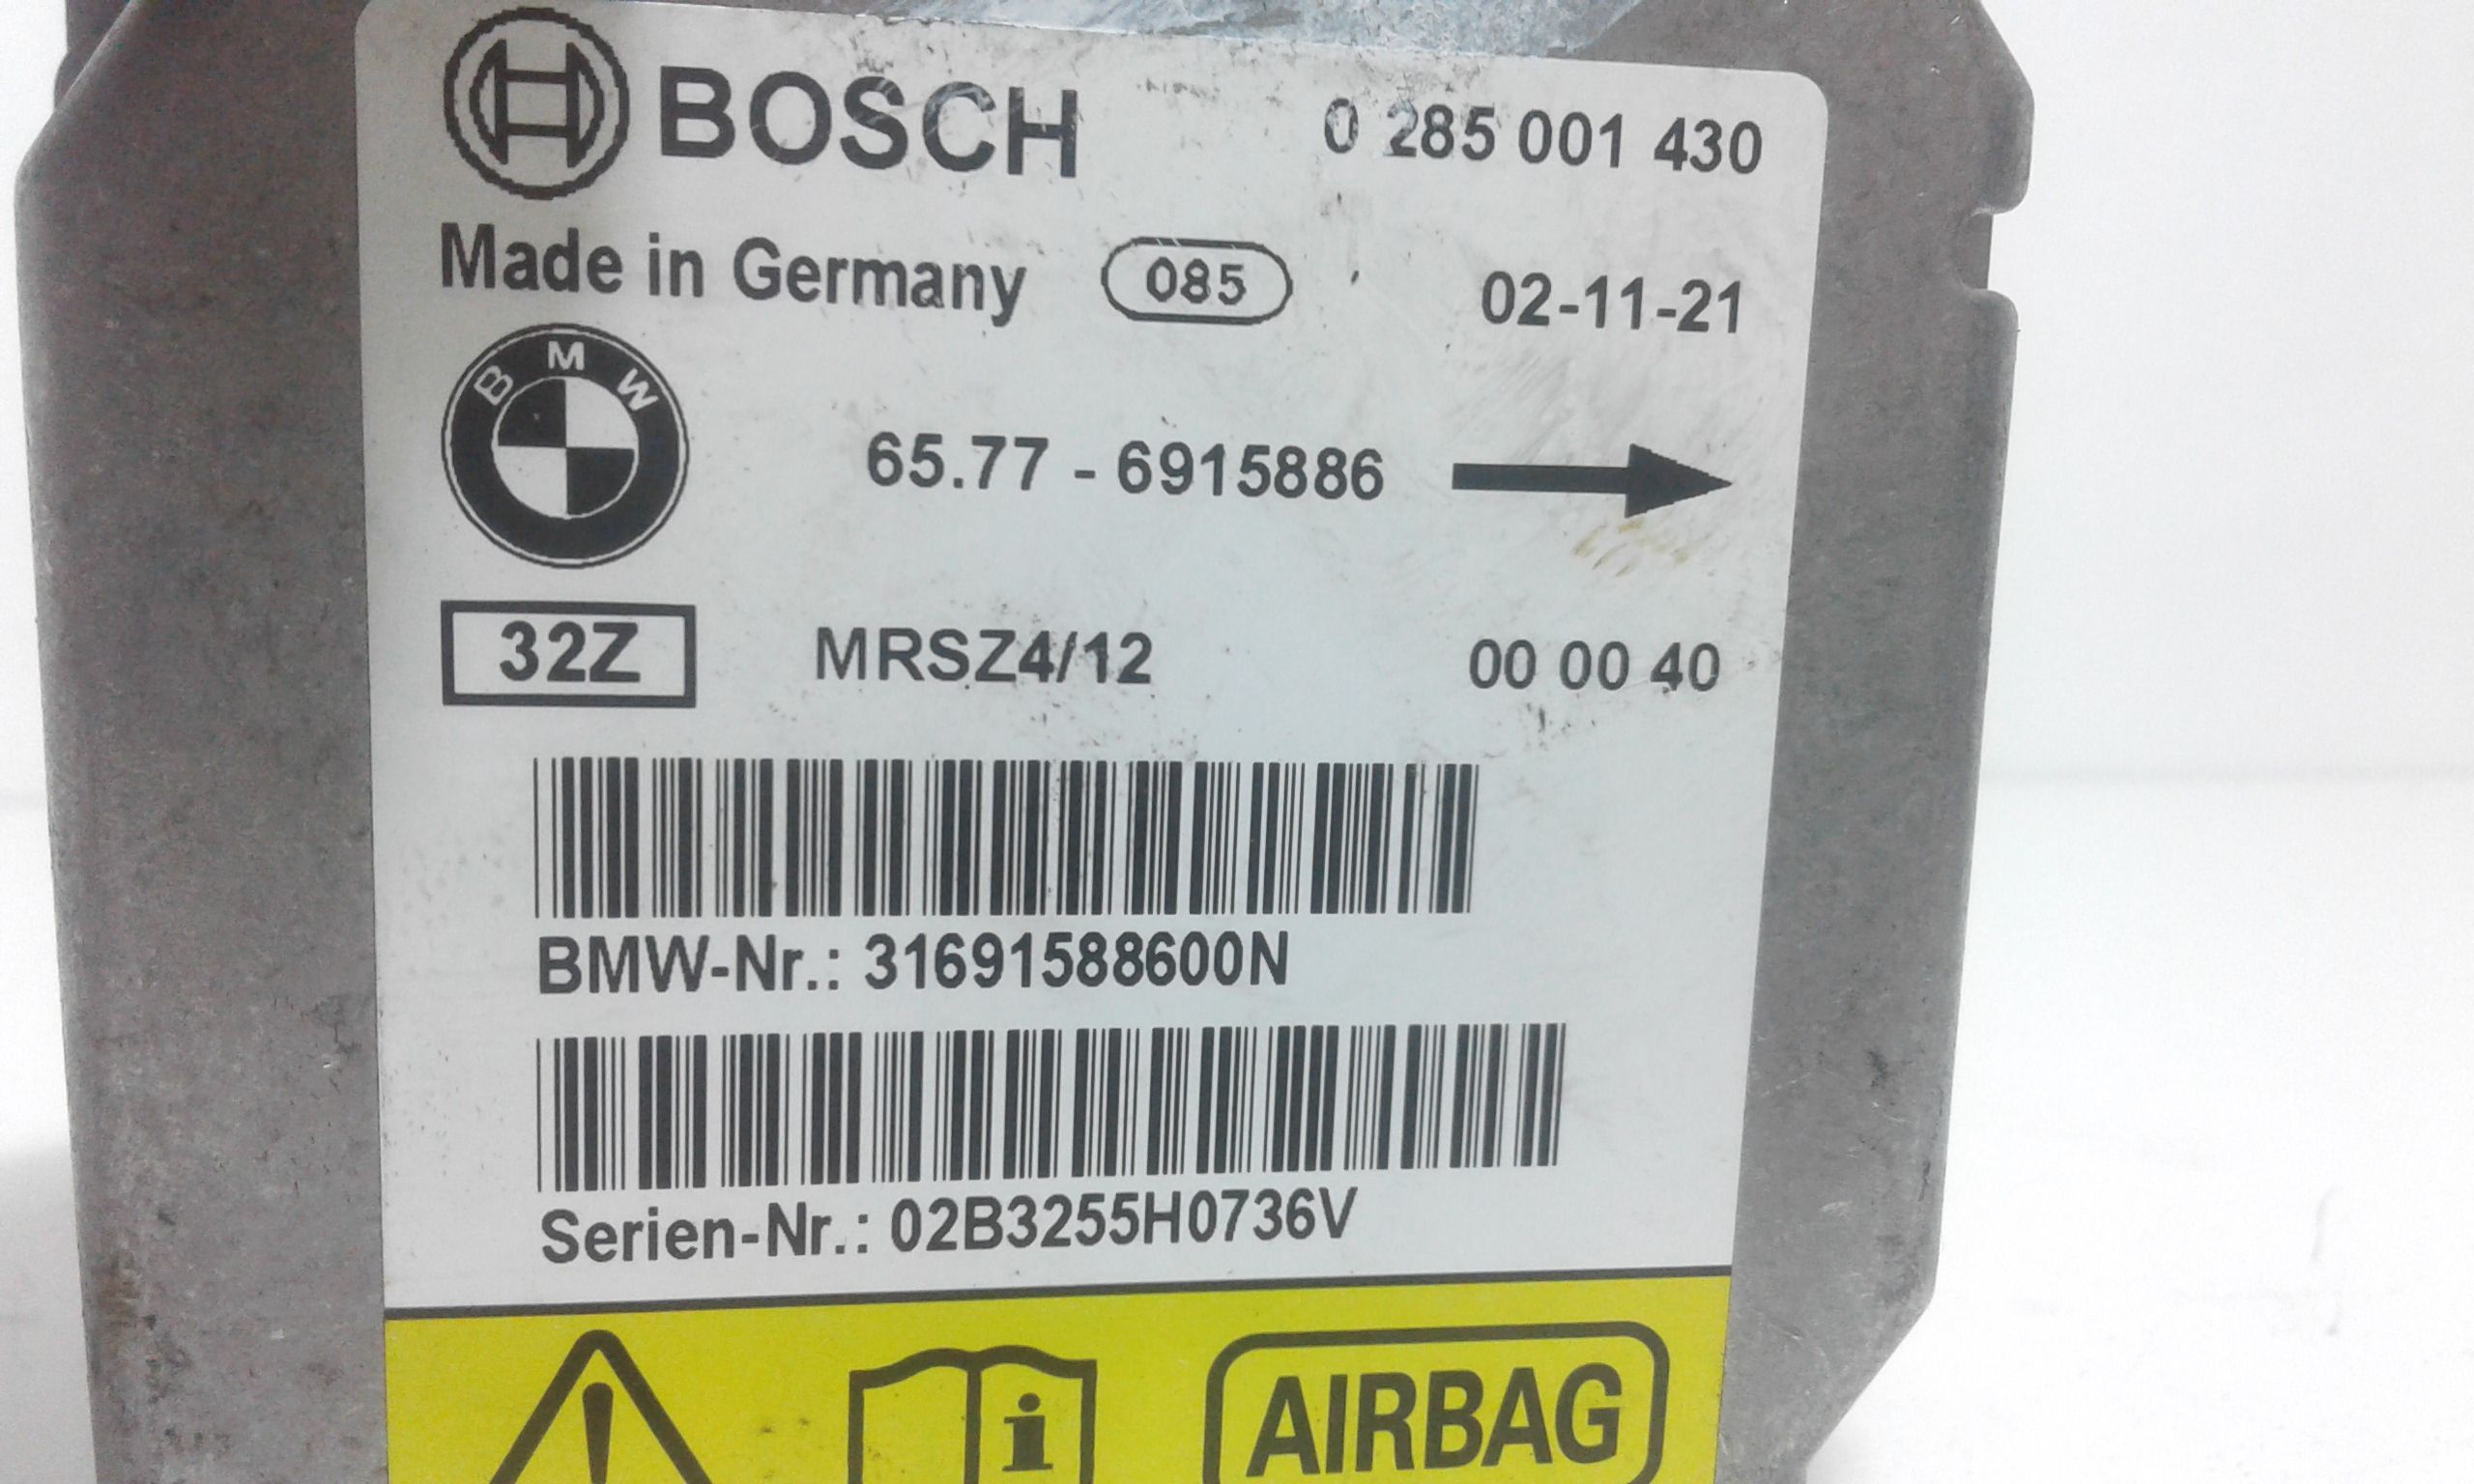 BOSCH 0 285 001 430
Made in Germany 085 02-11-21
BMW
65.77 - 6915886
32Z MRSZ4/12 00 00 40
BMW-Nr.: 31691588600N
Serien-Nr.: 02B3255H0736V
! i AIRBAG